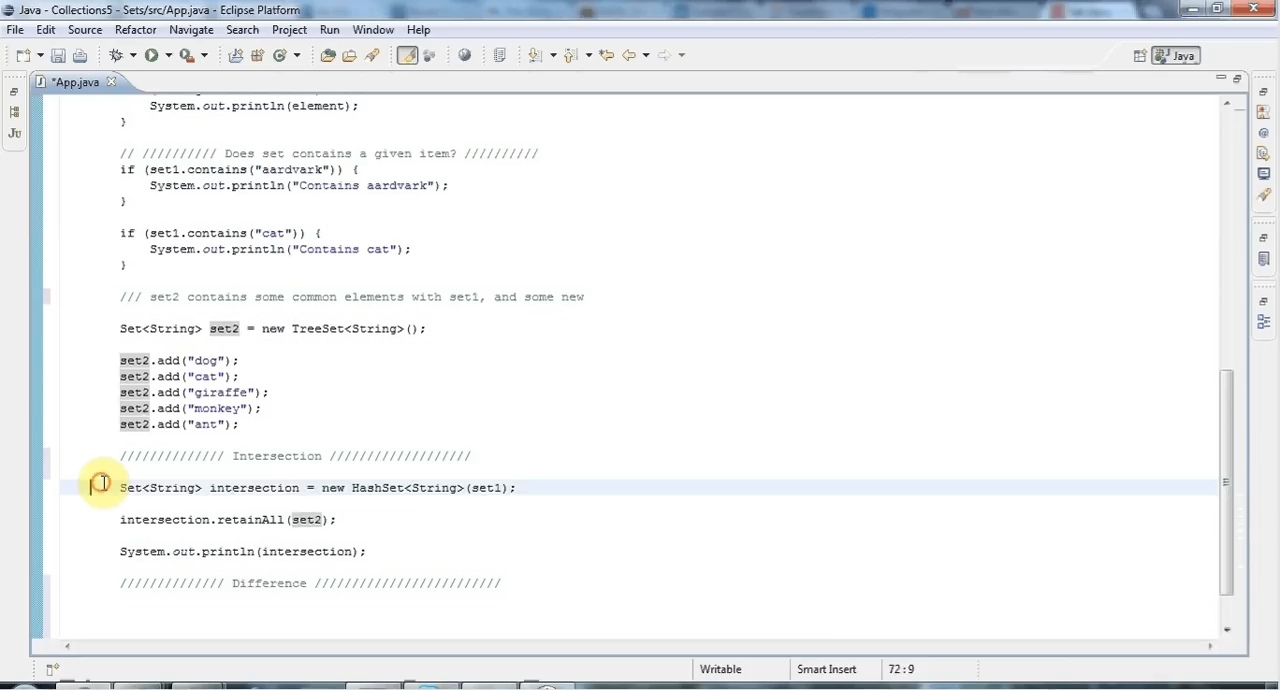 Java - Collections5 - Sets/src/App.java - Eclipse Platform
File Edit Source Refactor Navigate Search Project Run Window Help
Java
*App.java
System.out.println(element);
}
// ////////// Does set contains a given item? //////////
if (set1.contains("aardvark")) {
System.out.println("Contains aardvark");
}
if (set1.contains("cat")) {
System.out.println("Contains cat");
}
/// set2 contains some common elements with set1, and some new
Set<String> set2 = new TreeSet<String>();
set2.add("dog");
set2.add("cat");
set2.add("giraffe");
set2.add("monkey");
set2.add("ant");
////////////// Intersection ///////////////////
Set<String> intersection = new HashSet<String>(set1);
intersection.retainAll(set2);
System.out.println(intersection);
////////////// Difference /////////////////////////
Writable Smart Insert 72:9